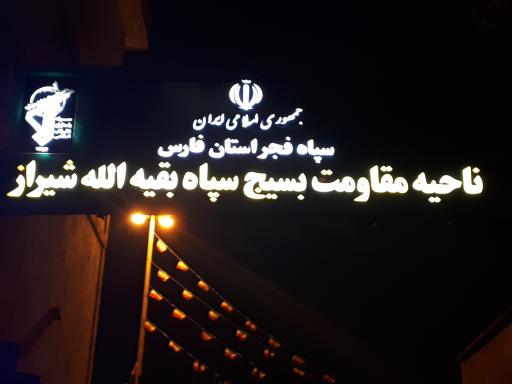 جمهوری اسلامی ایران
سپاه فجر استان فارس
ناحیه مقاومت بسیج سپاه بقیه الله شیراز